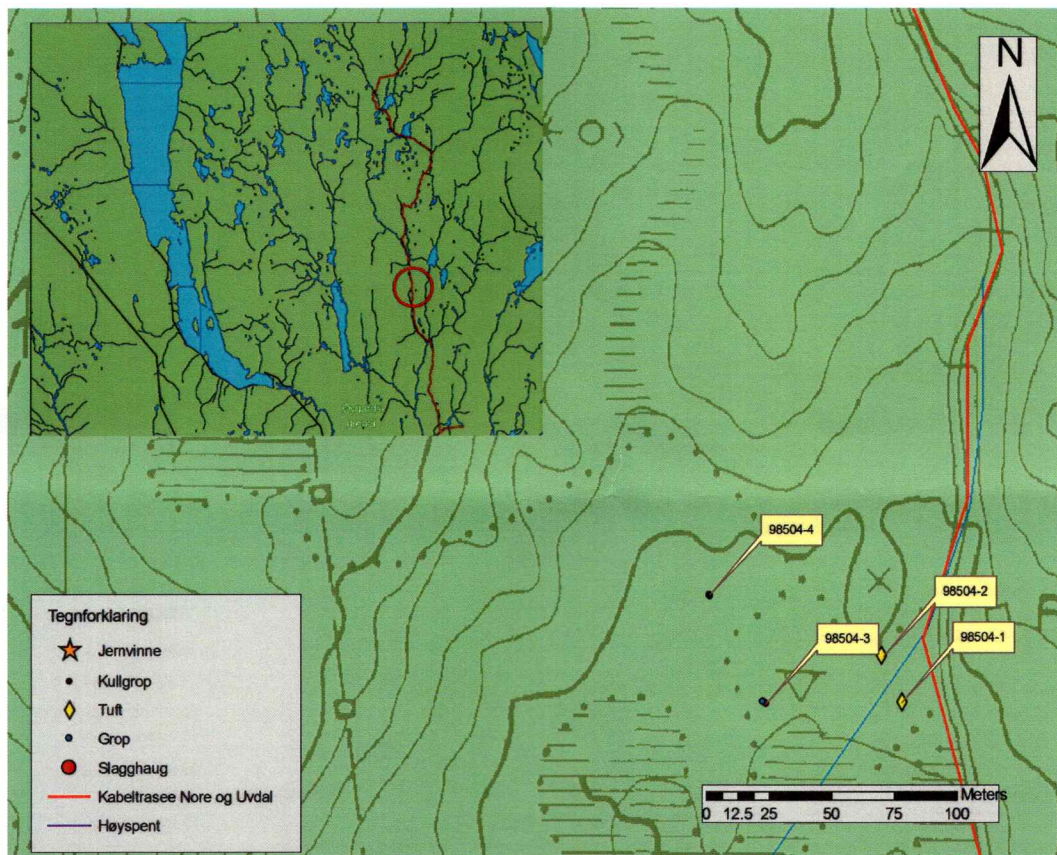 N
98504-4
98504-2
98504-3
98504-1
Tegnforklaring
Jernvinne
Kullgrop
Tuft
Grop
Slagghaug
Kabeltrasee Nore og Uvdal
Høyspent
Meters
0 12.5 25 50 75 100